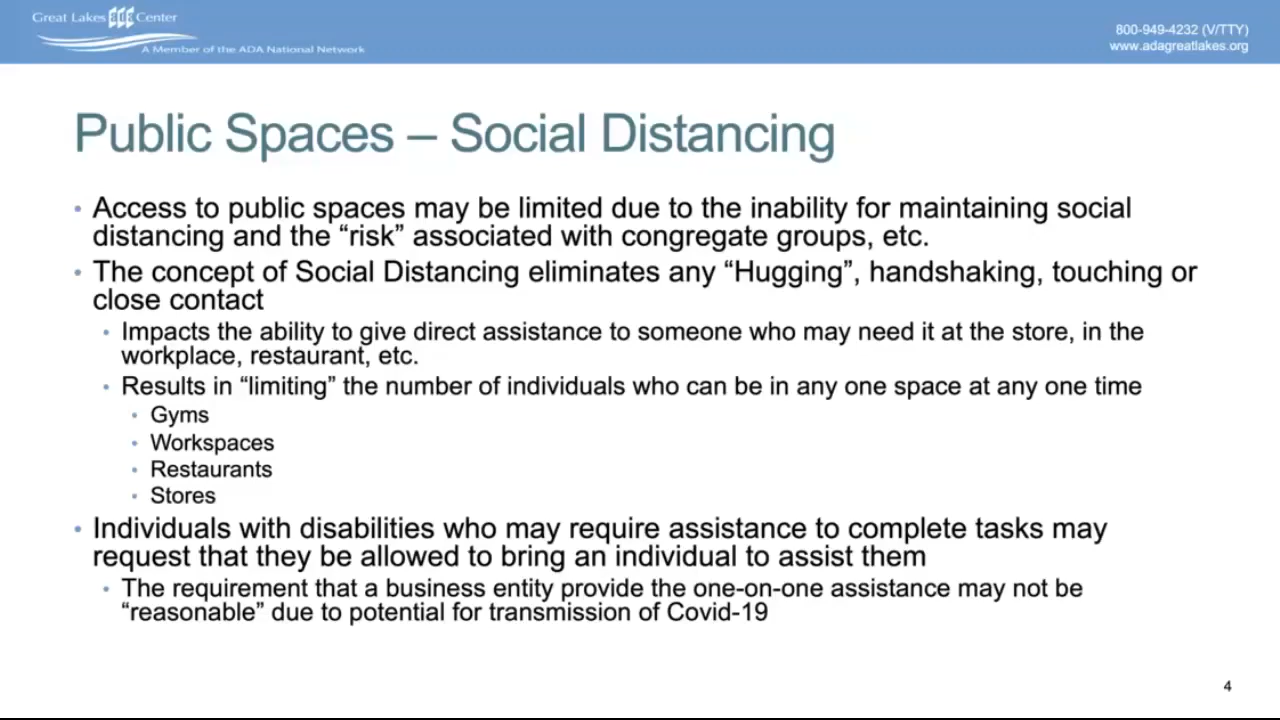 Great Lakes ada Center
A Member of the ADA National Network
800-949-4232 (V/TTY)
www.adagreatlakes.org
Public Spaces – Social Distancing
• Access to public spaces may be limited due to the inability for maintaining social
distancing and the “risk” associated with congregate groups, etc.
• The concept of Social Distancing eliminates any “Hugging”, handshaking, touching or
close contact
• Impacts the ability to give direct assistance to someone who may need it at the store, in the
workplace, restaurant, etc.
• Results in “limiting” the number of individuals who can be in any one space at any one time
• Gyms
• Workspaces
• Restaurants
• Stores
• Individuals with disabilities who may require assistance to complete tasks may
request that they be allowed to bring an individual to assist them
• The requirement that a business entity provide the one-on-one assistance may not be
“reasonable” due to potential for transmission of Covid-19
4